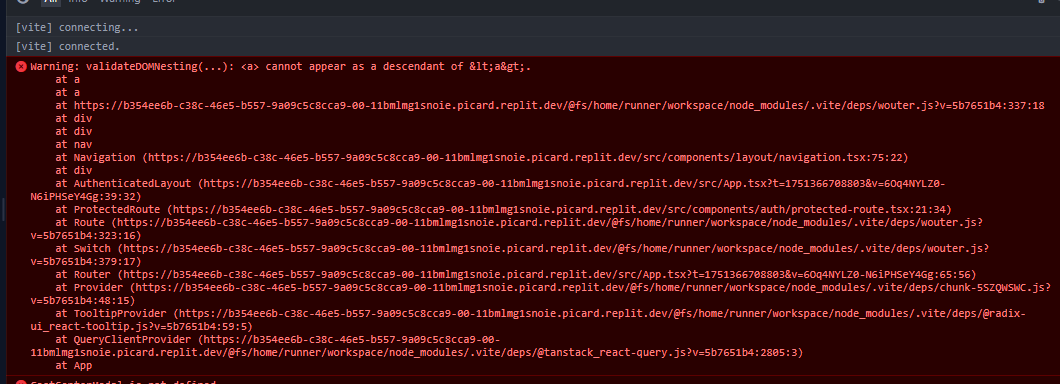 All Info Warning Error
[vite] connecting...
[vite] connected.
Warning: validateDOMNesting(...): <a> cannot appear as a descendant of &lt;a&gt;.
at a
at a
at https://b354ee6b-c38c-46e5-b557-9a09c5c8cca9-00-11bmlmg1snoie.picard.replit.dev/@fs/home/runner/workspace/node_modules/.vite/deps/wouter.js?v=5b7651b4:337:18
at div
at div
at nav
at Navigation (https://b354ee6b-c38c-46e5-b557-9a09c5c8cca9-00-11bmlmg1snoie.picard.replit.dev/src/components/layout/navigation.tsx:75:22)
at div
at AuthenticatedLayout (https://b354ee6b-c38c-46e5-b557-9a09c5c8cca9-00-11bmlmg1snoie.picard.replit.dev/src/App.tsx?t=1751366708803&v=6Oq4NYLZ0-
N6iPHSeY4Gg:39:32)
at ProtectedRoute (https://b354ee6b-c38c-46e5-b557-9a09c5c8cca9-00-11bmlmg1snoie.picard.replit.dev/src/components/auth/protected-route.tsx:21:34)
at Route (https://b354ee6b-c38c-46e5-b557-9a09c5c8cca9-00-11bmlmg1snoie.picard.replit.dev/@fs/home/runner/workspace/node_modules/.vite/deps/wouter.js?
v=5b7651b4:323:16)
at Switch (https://b354ee6b-c38c-46e5-b557-9a09c5c8cca9-00-11bmlmg1snoie.picard.replit.dev/@fs/home/runner/workspace/node_modules/.vite/deps/wouter.js?
v=5b7651b4:379:17)
at Router (https://b354ee6b-c38c-46e5-b557-9a09c5c8cca9-00-11bmlmg1snoie.picard.replit.dev/src/App.tsx?t=1751366708803&v=6Oq4NYLZ0-N6iPHSeY4Gg:65:56)
at Provider (https://b354ee6b-c38c-46e5-b557-9a09c5c8cca9-00-11bmlmg1snoie.picard.replit.dev/@fs/home/runner/workspace/node_modules/.vite/deps/chunk-5SZQWSWC.js?
v=5b7651b4:48:15)
at TooltipProvider (https://b354ee6b-c38c-46e5-b557-9a09c5c8cca9-00-11bmlmg1snoie.picard.replit.dev/@fs/home/runner/workspace/node_modules/.vite/deps/@radix-
ui_react-tooltip.js?v=5b7651b4:59:5)
at QueryClientProvider (https://b354ee6b-c38c-46e5-b557-9a09c5c8cca9-00-
11bmlmg1snoie.picard.replit.dev/@fs/home/runner/workspace/node_modules/.vite/deps/@tanstack_react-query.js?v=5b7651b4:2805:3)
at App
is not defined